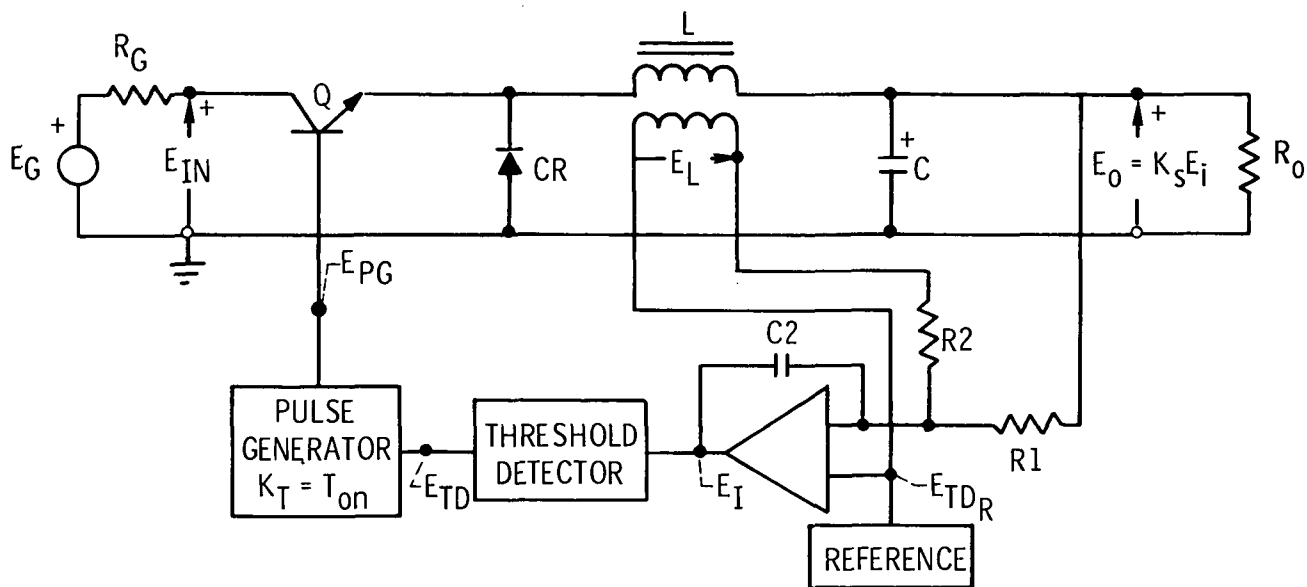 L
R_G
Q
+
+
+
+
E_G
E_IN
CR
E_L
C
E_o = K_s E_i
R_o
E_PG
C2
R2
PULSE
GENERATOR
K_T = T_on
THRESHOLD
DETECTOR
R1
E_TD
E_I
E_TD_R
REFERENCE